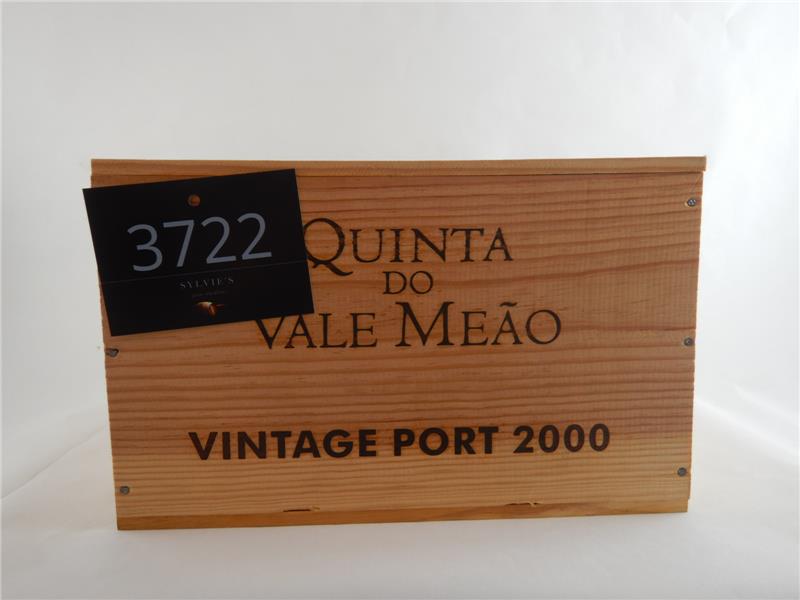 3722
SYLVIE'S
QUINTA
DO
VALE MEÃO
VINTAGE PORT 2000